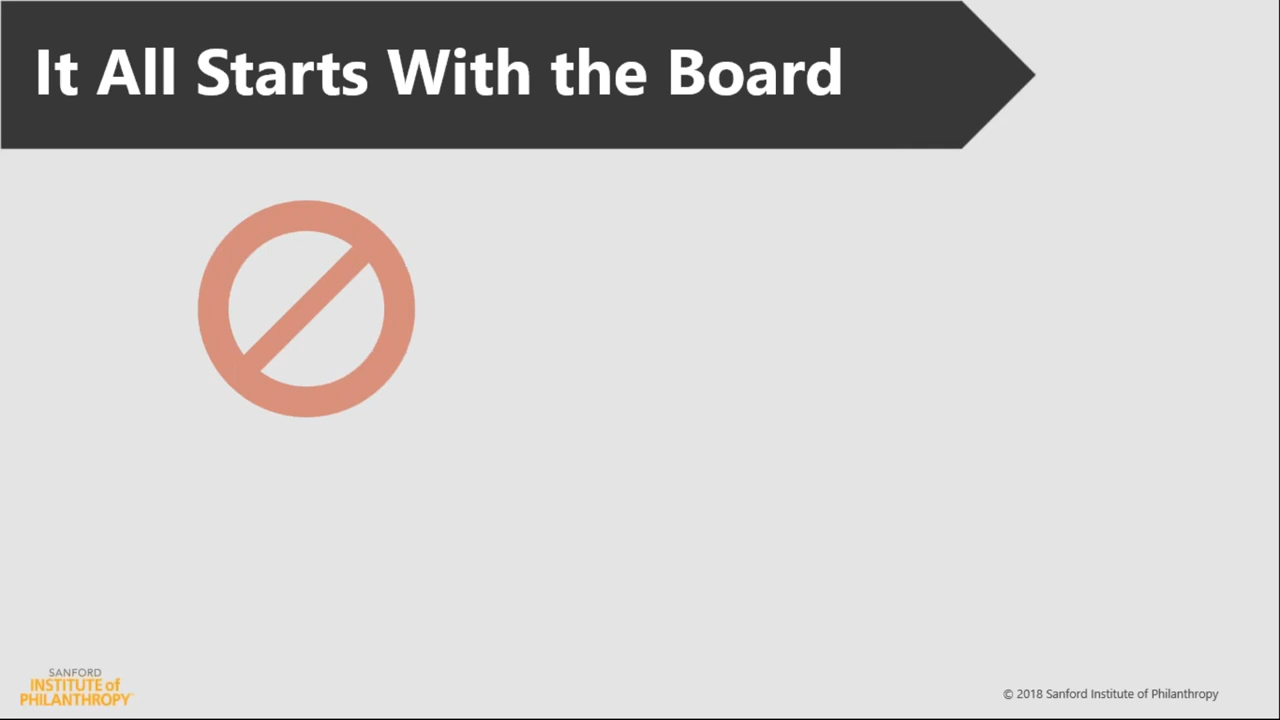 It All Starts With the Board
SANFORD
INSTITUTE of
PHILANTHROPY
© 2018 Sanford Institute of Philanthropy